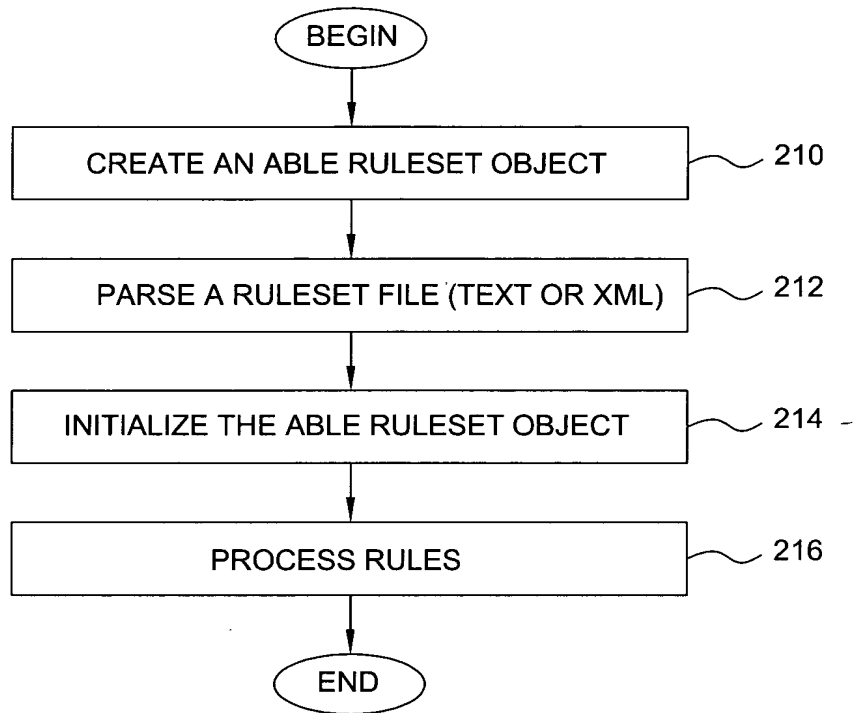 BEGIN
CREATE AN ABLE RULESET OBJECT
210
PARSE A RULESET FILE (TEXT OR XML)
212
INITIALIZE THE ABLE RULESET OBJECT
214
PROCESS RULES
216
END